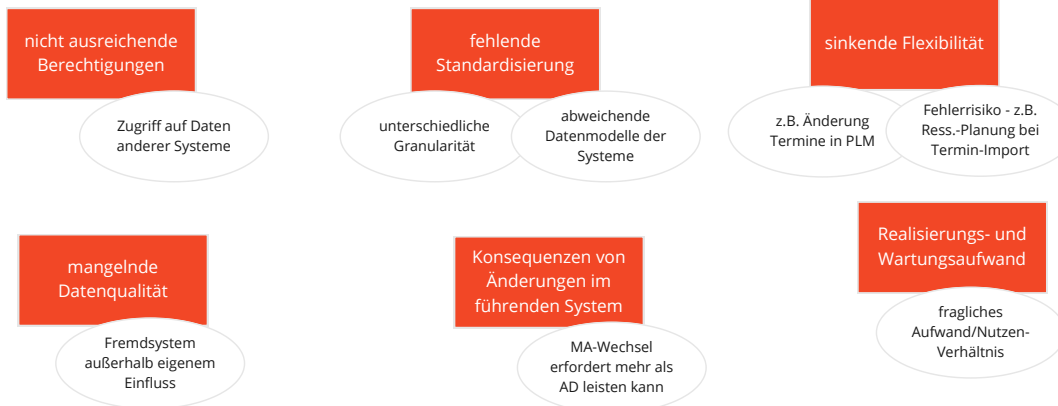 nicht ausreichende
Berechtigungen
Zugriff auf Daten
anderer Systeme
fehlende
Standardisierung
unterschiedliche
Granularität
abweichende
Datenmodelle der
Systeme
sinkende Flexibilität
z.B. Änderung
Termine in PLM
Fehlerrisiko - z.B.
Ress.-Planung bei
Termin-Import
mangelnde
Datenqualität
Fremdsystem
außerhalb eigenem
Einfluss
Konsequenzen von
Änderungen im
führenden System
MA-Wechsel
erfordert mehr als
AD leisten kann
Realisierungs- und
Wartungsaufwand
fragliches
Aufwand/Nutzen-
Verhältnis